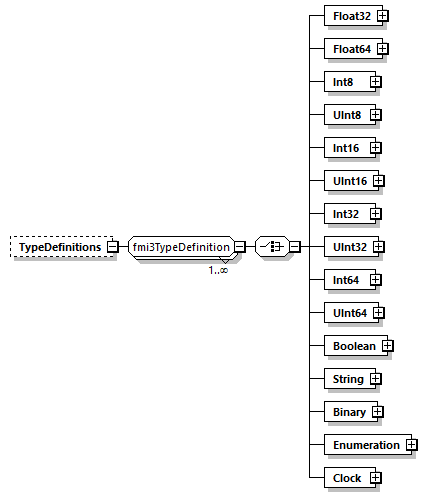 Float32
Float64
Int8
UInt8
Int16
UInt16
Int32
TypeDefinitions
fmi3TypeDefinition
UInt32
1..∞
Int64
UInt64
Boolean
String
Binary
Enumeration
Clock